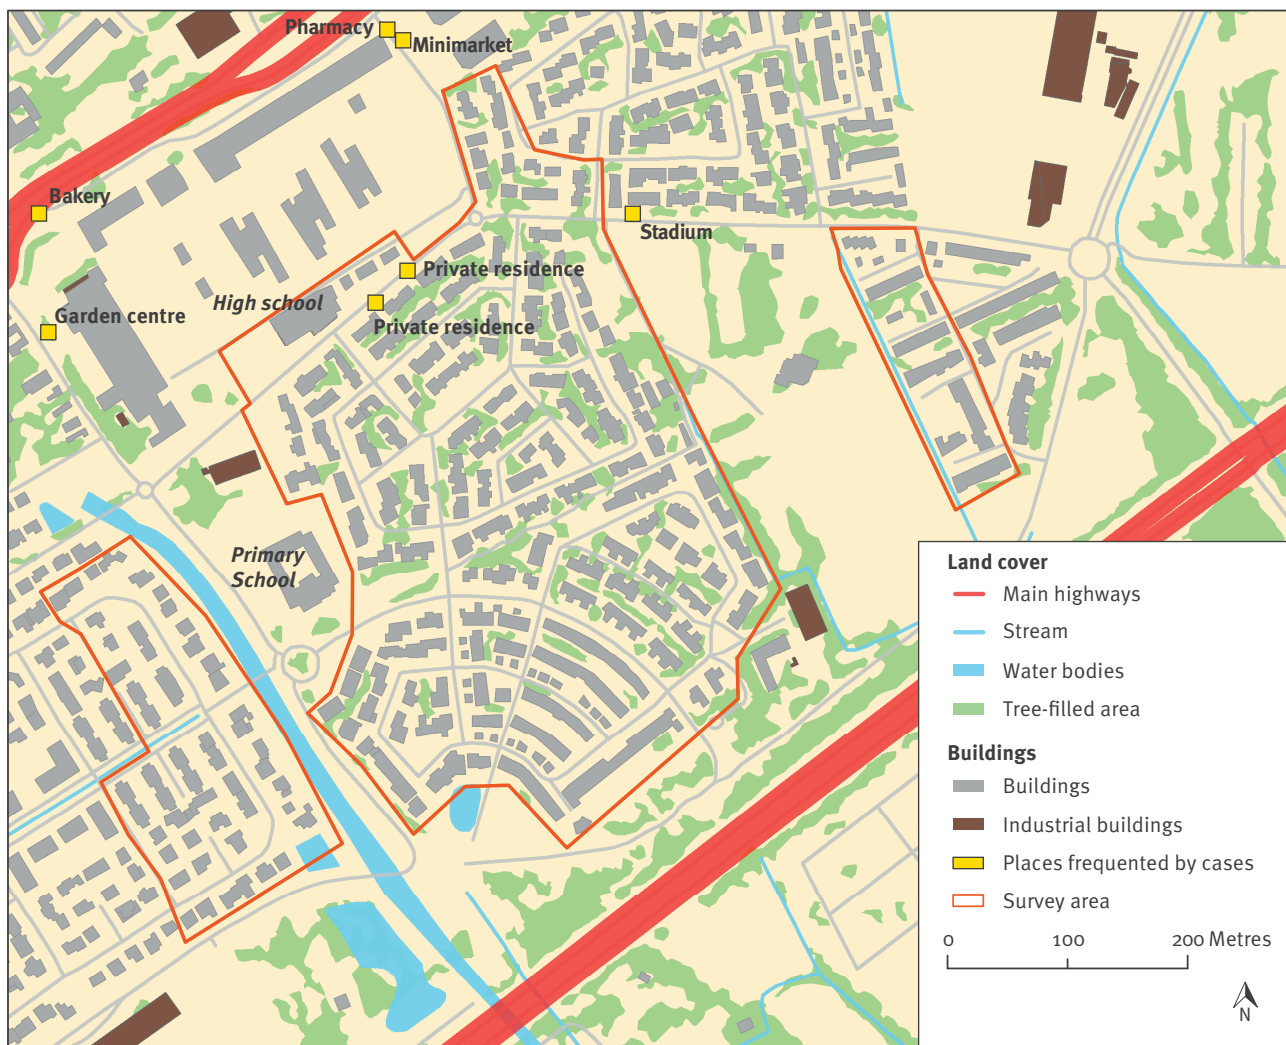 Pharmacy
Minimarket
Bakery
Stadium
Private residence
High school
Garden centre
Private residence
Primary
School
Land cover
Main highways
Stream
Water bodies
Tree-filled area
Buildings
Buildings
Industrial buildings
Places frequented by cases
Survey area
0 100 200 Metres
N